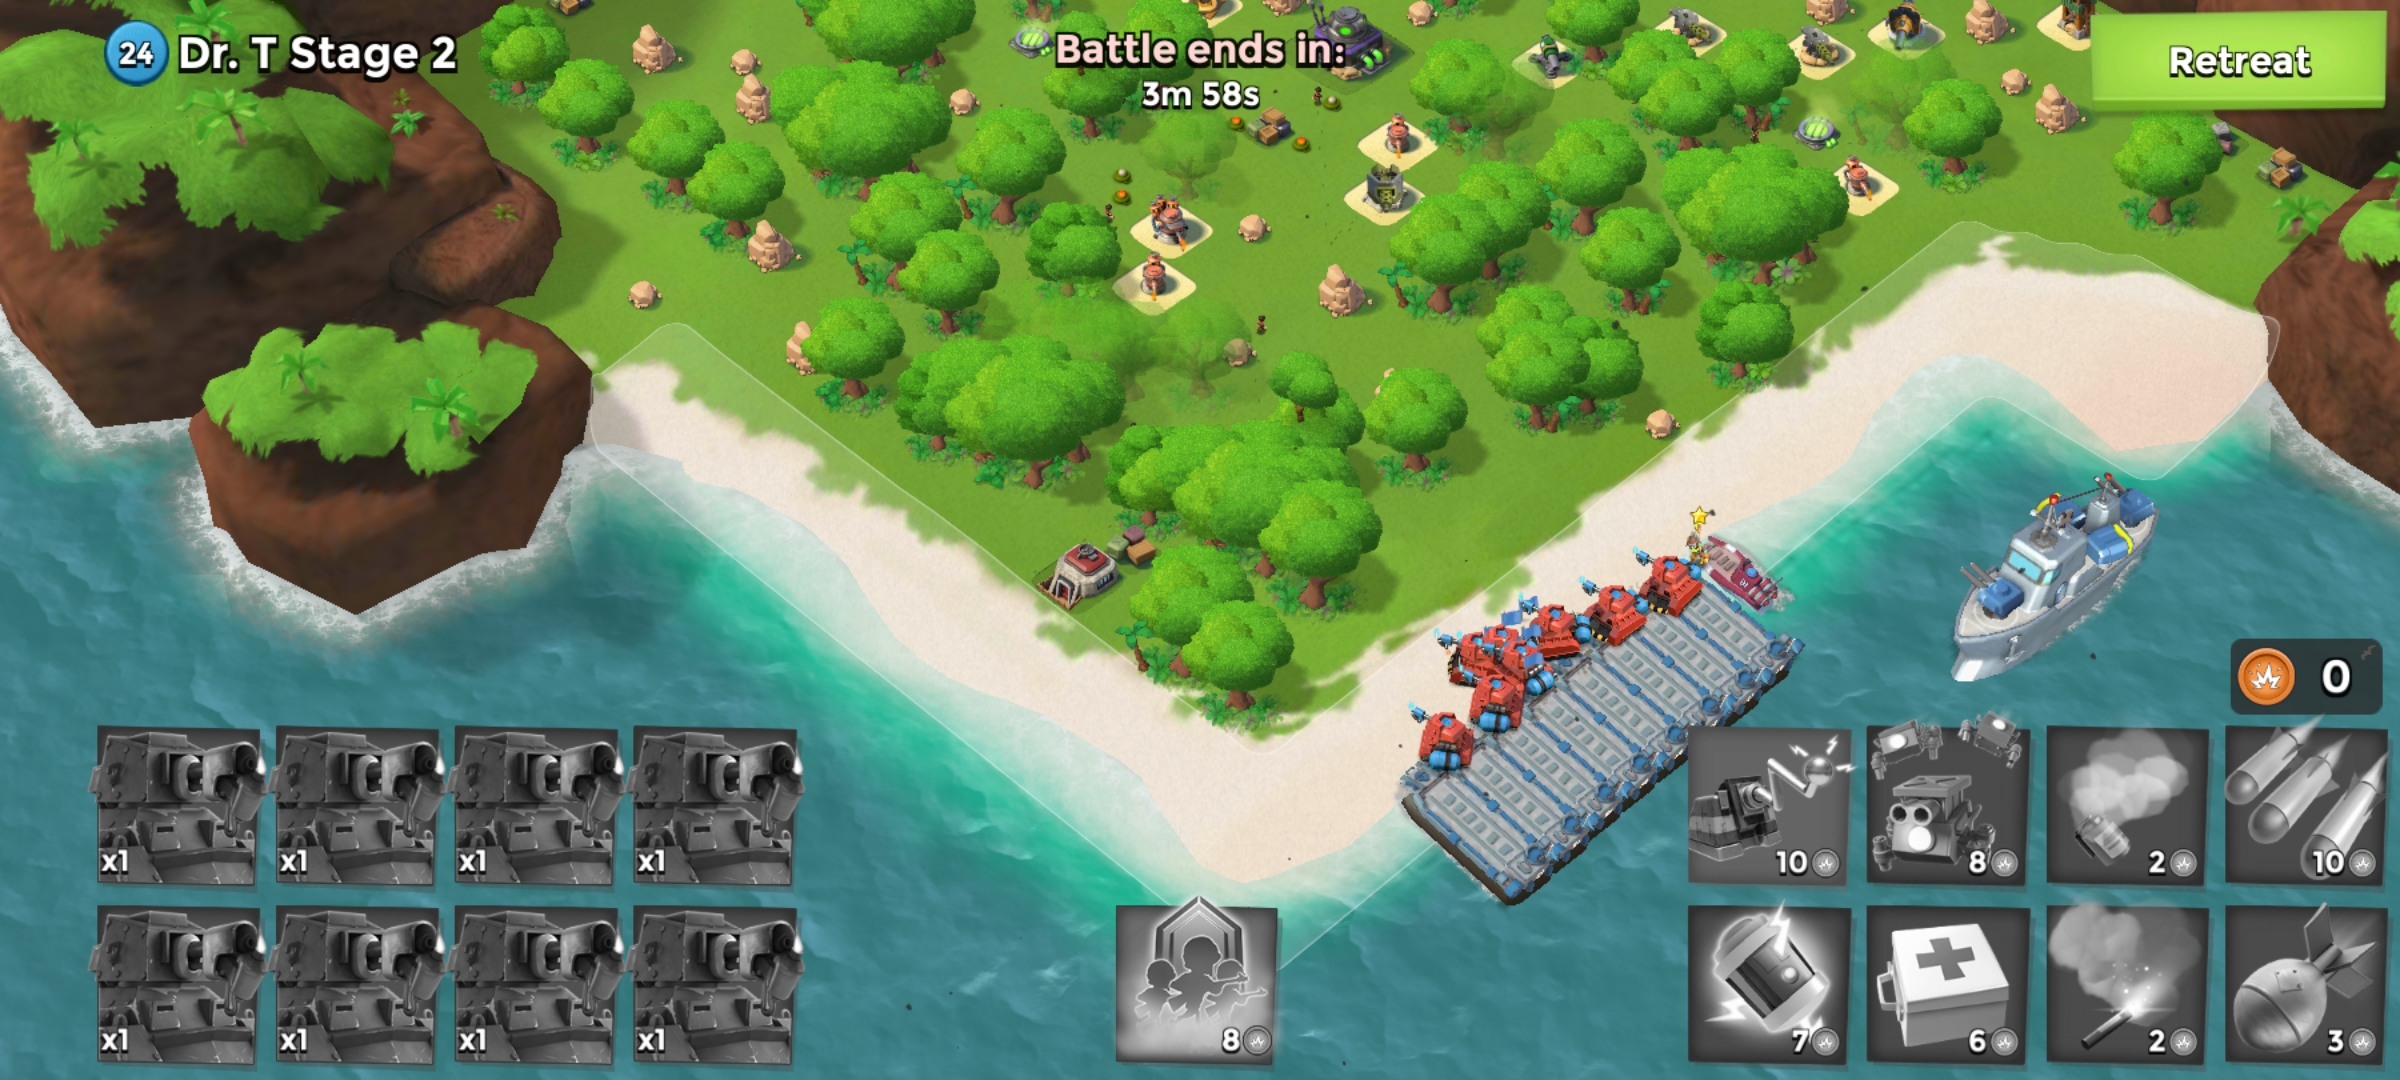 24 Dr. T Stage 2
Battle ends in:
3m 58s
Retreat
0
x1 x1 x1 x1
10 8 2 10
x1 x1 x1 x1
8
7 6 2 3